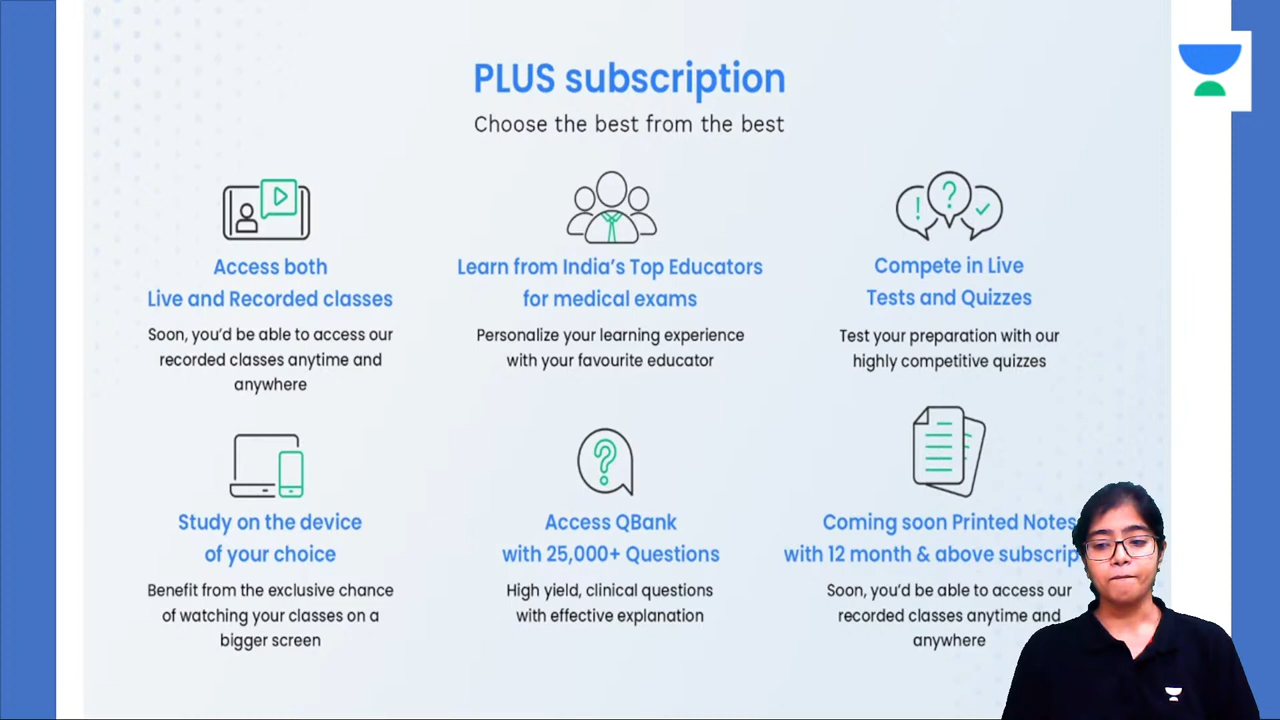 PLUS subscription
Choose the best from the best
Access both
Live and Recorded classes
Soon, you'd be able to access our
recorded classes anytime and
anywhere
Learn from India's Top Educators
for medical exams
Personalize your learning experience
with your favourite educator
Compete in Live
Tests and Quizzes
Test your preparation with our
highly competitive quizzes
Study on the device
of your choice
Benefit from the exclusive chance
of watching your classes on a
bigger screen
Access QBank
with 25,000+ Questions
High yield, clinical questions
with effective explanation
Coming soon Printed Notes
with 12 month & above subscrip
Soon, you'd be able to access our
recorded classes anytime and
anywhere